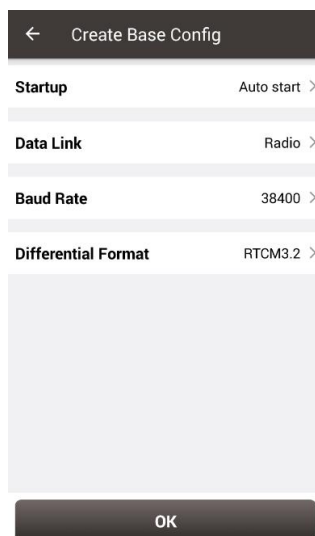 Create Base Config
Startup Auto start
Data Link Radio
Baud Rate 38400
Differential Format RTCM3.2
OK